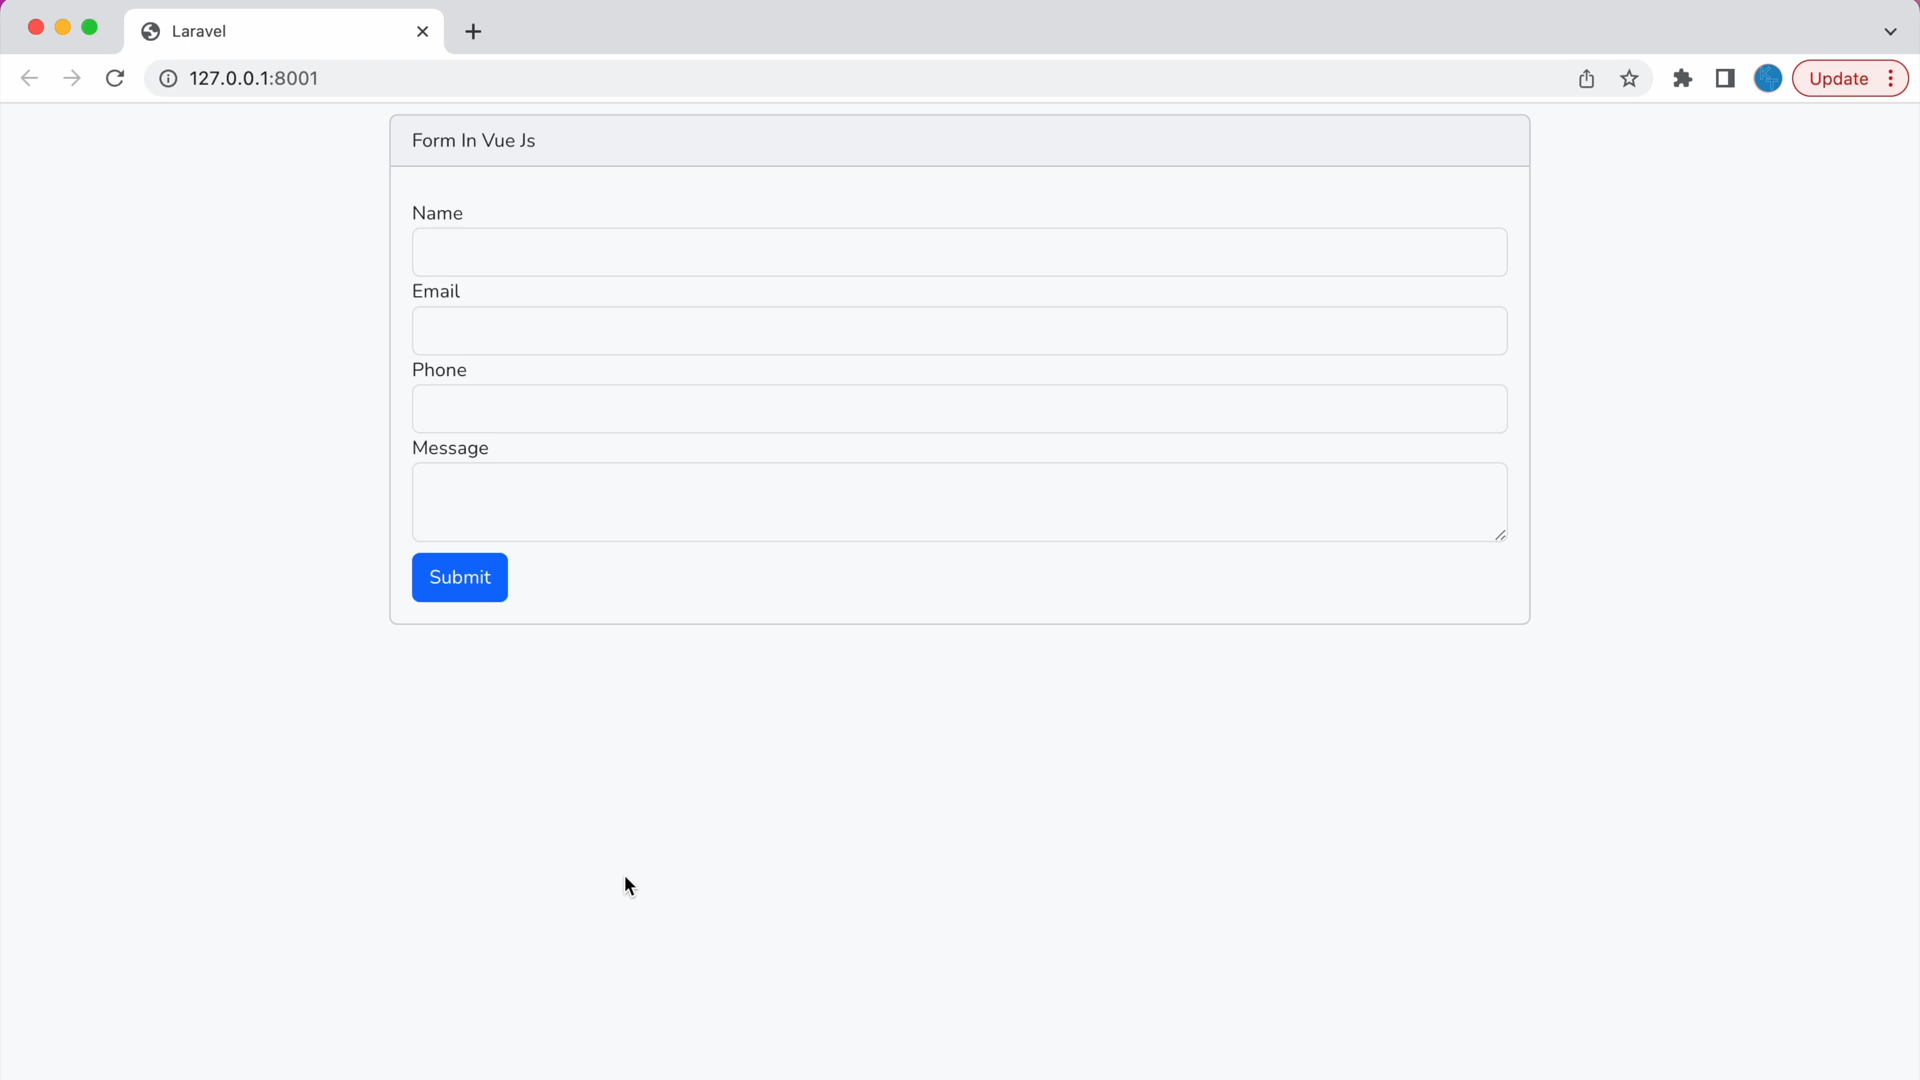 Laravel
127.0.0.1:8001
Update
Form In Vue Js
Name
Email
Phone
Message
Submit